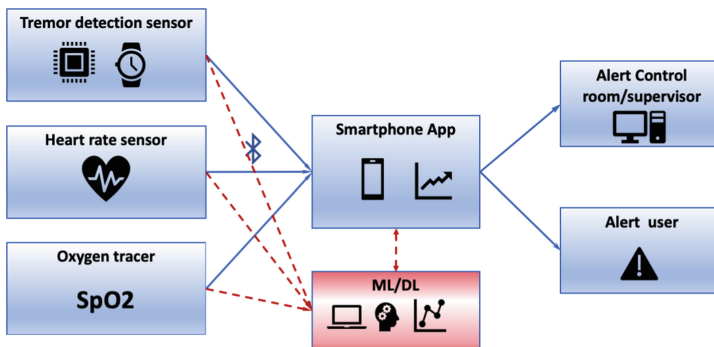 Tremor detection sensor
Heart rate sensor
Oxygen tracer
SpO2
Smartphone App
ML/DL
Alert Control
room/supervisor
Alert user